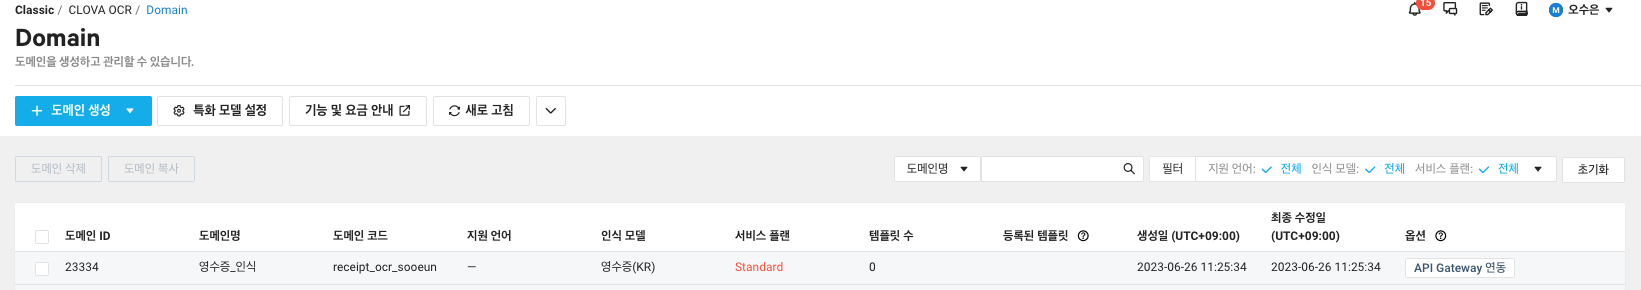 Classic / CLOVA OCR / Domain
15
M 오수은
Domain
도메인을 생성하고 관리할 수 있습니다.
+ 도메인 생성 특화 모델 설정 기능 및 요금 안내 새로 고침
도메인 삭제 도메인 복사 도메인명 필터 지원 언어: 전체 인식 모델: 전체 서비스 플랜: 전체 초기화
도메인 ID 도메인명 도메인 코드 지원 언어 인식 모델 서비스 플랜 템플릿 수 등록된 템플릿 ? 생성일 (UTC+09:00) 최종 수정일 (UTC+09:00) 옵션 ?
23334 영수증_인식 receipt_ocr_sooeun — 영수증(KR) Standard 0 2023-06-26 11:25:34 2023-06-26 11:25:34 API Gateway 연동